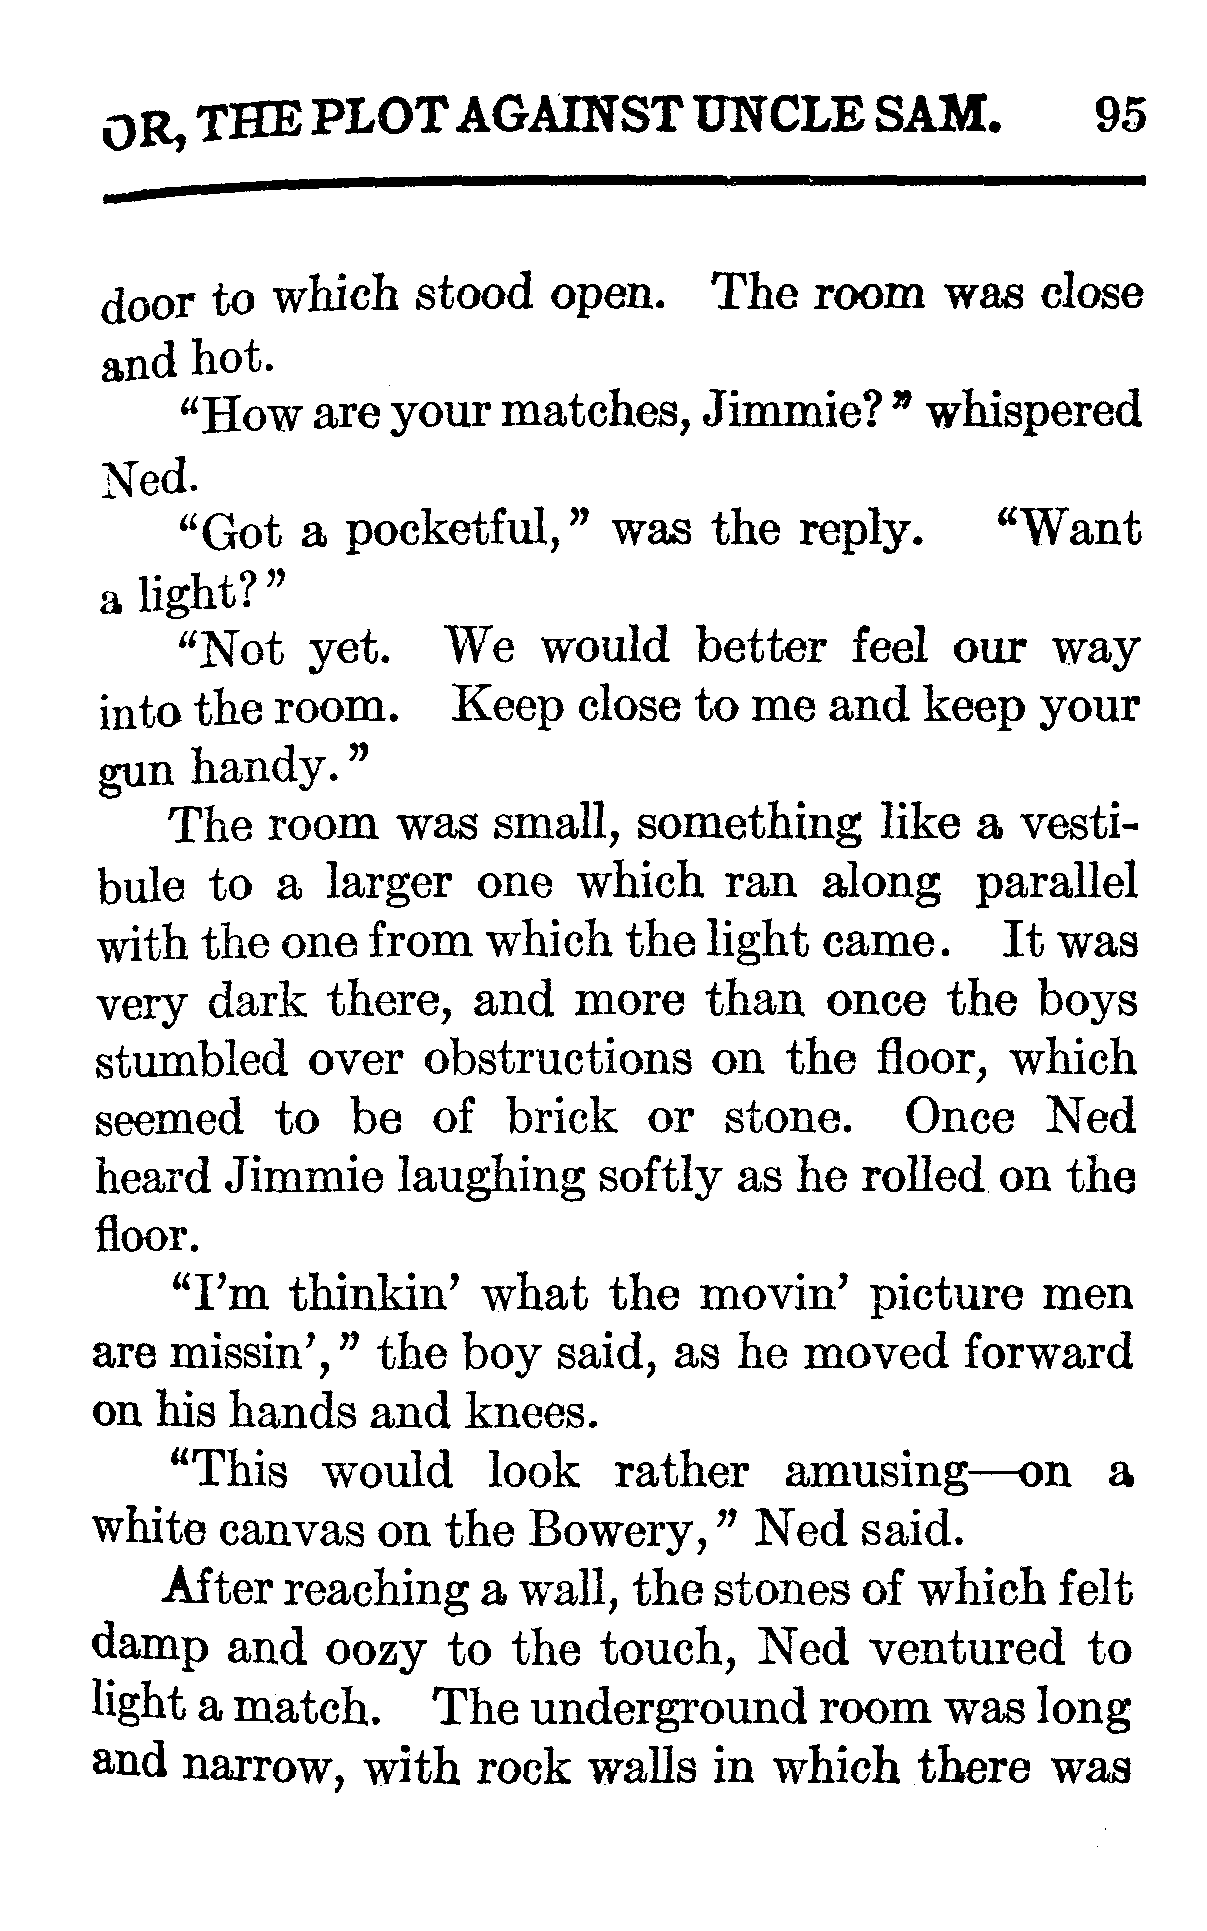 OR, THE PLOT AGAINST UNCLE SAM. 95
door to which stood open. The room was close
and hot.
“How are your matches, Jimmie?” whispered
Ned.
“Got a pocketful,” was the reply. “Want
a light?”
“Not yet. We would better feel our way
into the room. Keep close to me and keep your
gun handy.”
The room was small, something like a vesti-
bule to a larger one which ran along parallel
with the one from which the light came. It was
very dark there, and more than once the boys
stumbled over obstructions on the floor, which
seemed to be of brick or stone. Once Ned
heard Jimmie laughing softly as he rolled on the
floor.
“I’m thinkin’ what the movin’ picture men
are missin’,” the boy said, as he moved forward
on his hands and knees.
“This would look rather amusing—on a
white canvas on the Bowery,” Ned said.
After reaching a wall, the stones of which felt
damp and oozy to the touch, Ned ventured to
light a match. The underground room was long
and narrow, with rock walls in which there was